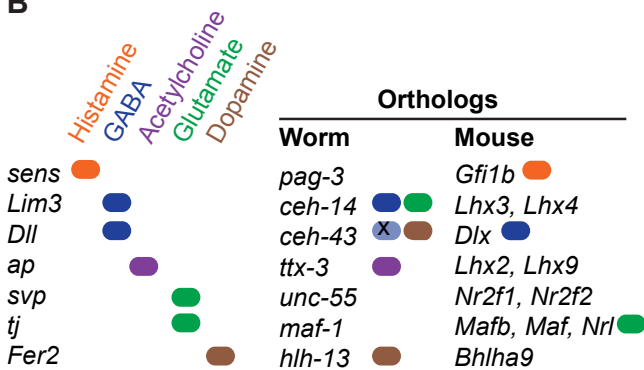 B
Histamine
GABA
Acetylcholine
Glutamate
Dopamine
Orthologs
Worm Mouse
sens pag-3 Gfi1b
Lim3 ceh-14 Lhx3, Lhx4
Dll ceh-43 X Dlx
ap ttx-3 Lhx2, Lhx9
svp unc-55 Nr2f1, Nr2f2
tj maf-1 Mafb, Maf, Nrl
Fer2 hlh-13 Bhlha9